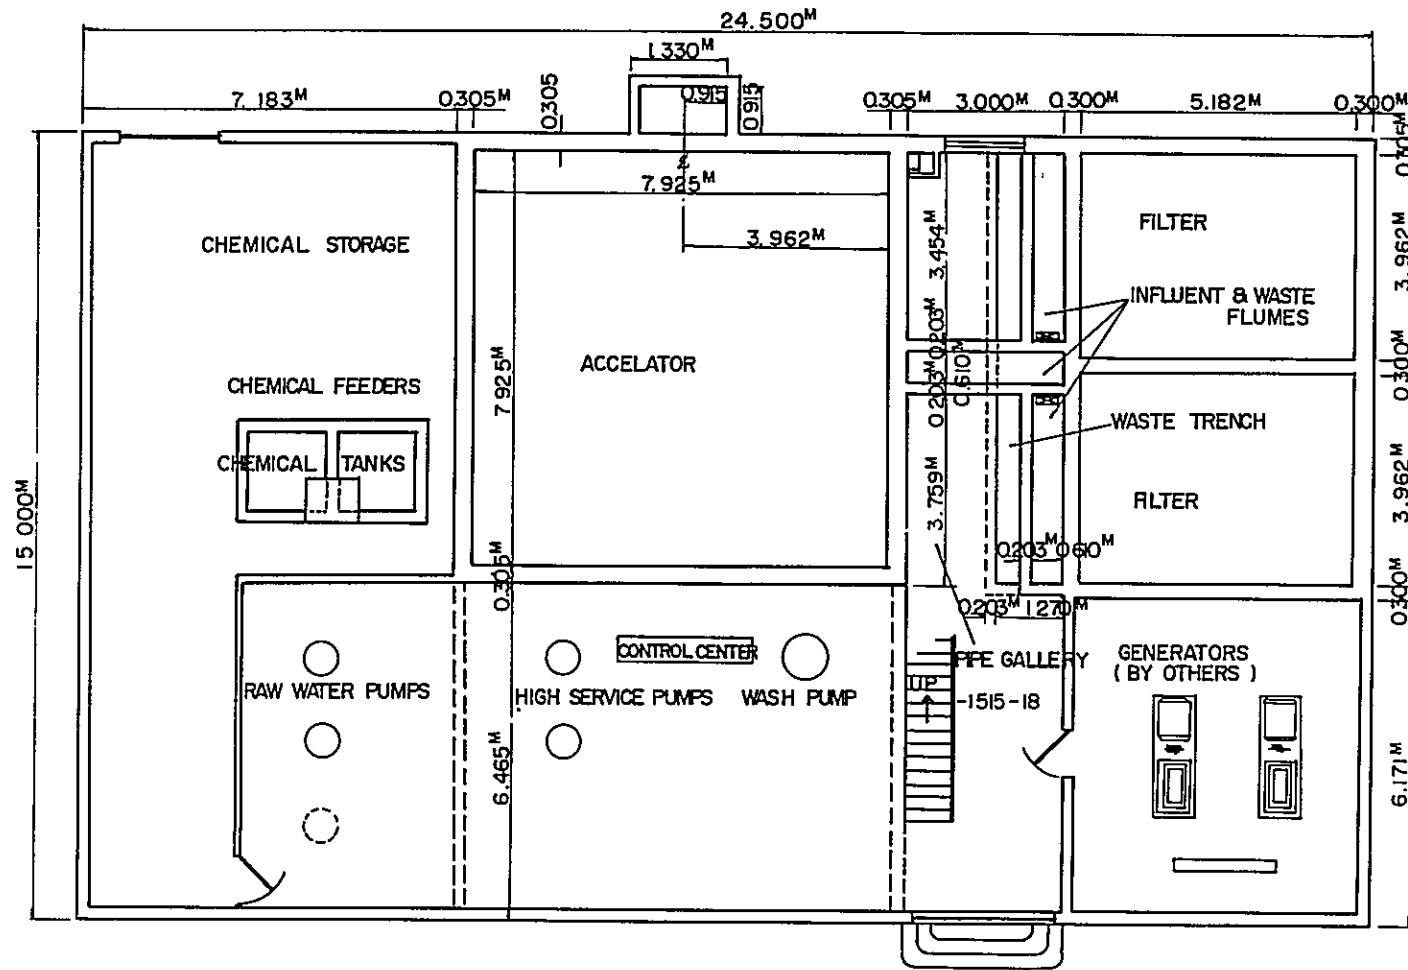 24.500M
1.330M
7.183M
0.305M
0.305
0.915
0.915
0.305M
3.000M
0.300M
5.182M
0.300M
0.305M
7.925M
3.962M
CHEMICAL STORAGE
3.454M
FILTER
3.962M
INFLUENT & WASTE
FLUMES
0.203M
0.610M
0.203M
0.300M
ACCELATOR
CHEMICAL FEEDERS
7.925M
WASTE TRENCH
CHEMICAL TANKS
3.759M
FILTER
3.962M
15 000M
0.203M 0.610M
0.305M
0.300M
0.203M 1.270M
CONTROL CENTER
PIPE GALLERY
GENERATORS
(BY OTHERS)
RAW WATER PUMPS
HIGH SERVICE PUMPS
WASH PUMP
UP
-1515-18
6.465M
6.171M